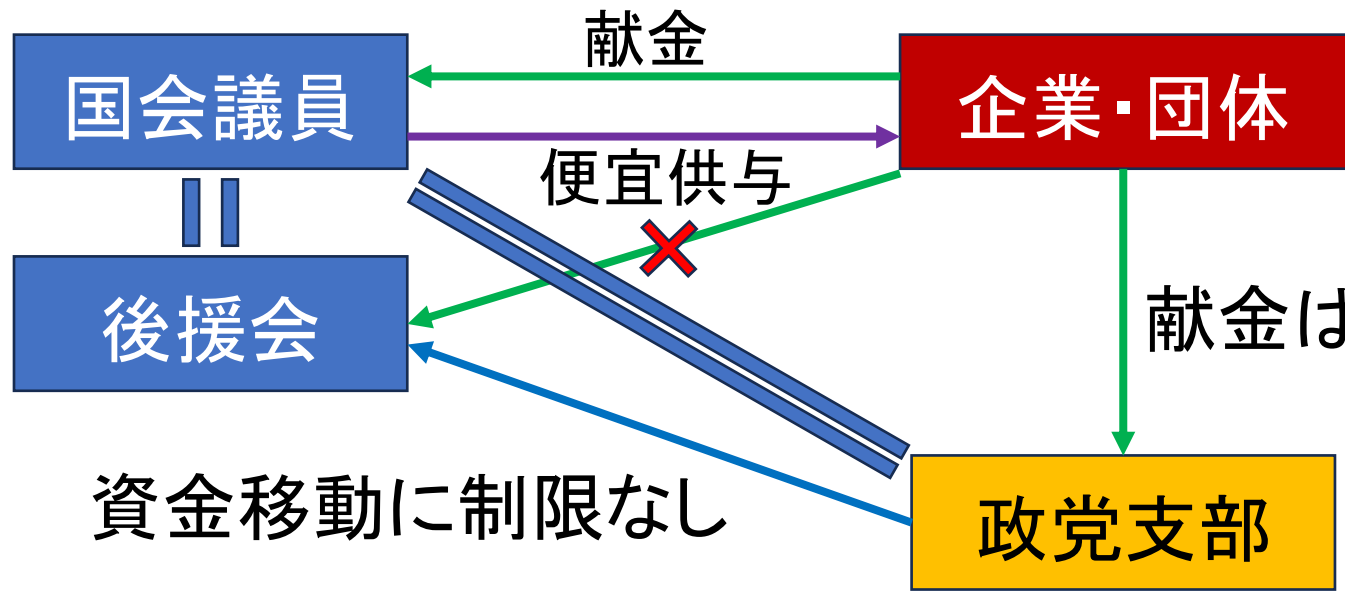 献金
国会議員
企業・団体
便宜供与
後援会
献金は
資金移動に制限なし
政党支部